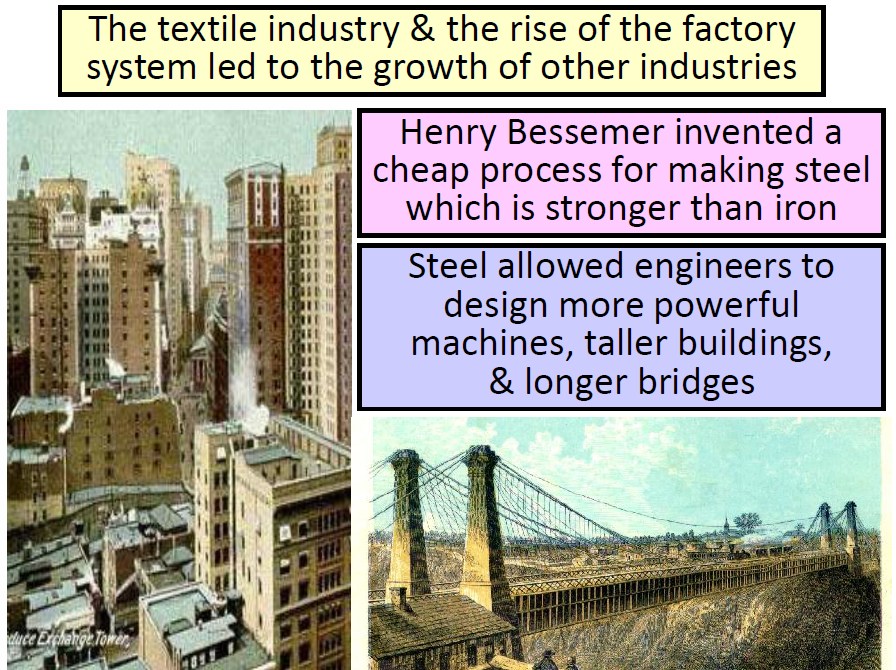 The textile industry & the rise of the factory
system led to the growth of other industries
Henry Bessemer invented a
cheap process for making steel
which is stronger than iron
Steel allowed engineers to
design more powerful
machines, taller buildings,
& longer bridges
duce Exchange Tower,